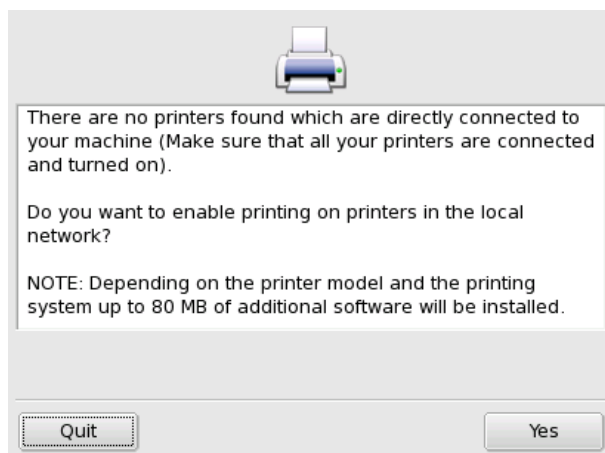 There are no printers found which are directly connected to
your machine (Make sure that all your printers are connected
and turned on).
Do you want to enable printing on printers in the local
network?
NOTE: Depending on the printer model and the printing
system up to 80 MB of additional software will be installed.
Quit
Yes